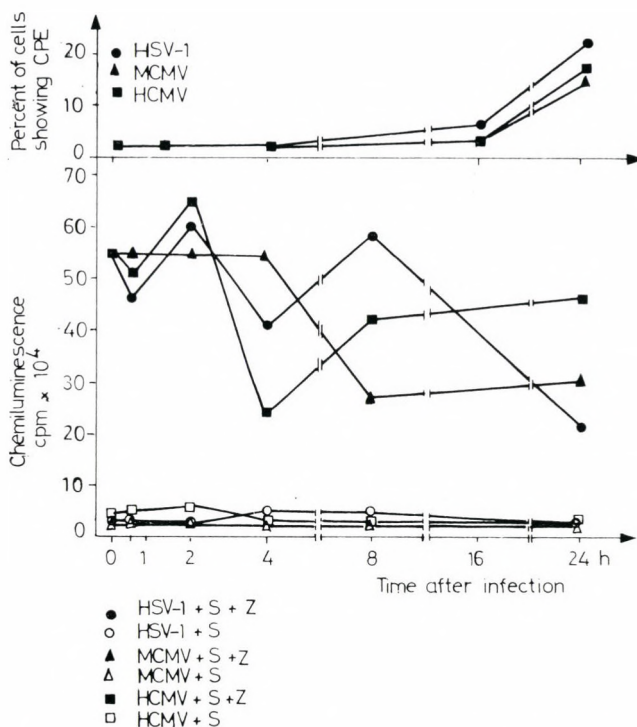 Percent of cells
showing CPE
20
10
0
HSV-1
MCMV
HCMV
Chemiluminescence
cpm x 10⁴
70
60
50
40
30
20
10
0
0 1 2 4 8 16 24 h
Time after infection
HSV-1 + S + Z
HSV-1 + S
MCMV + S + Z
MCMV + S
HCMV + S + Z
HCMV + S